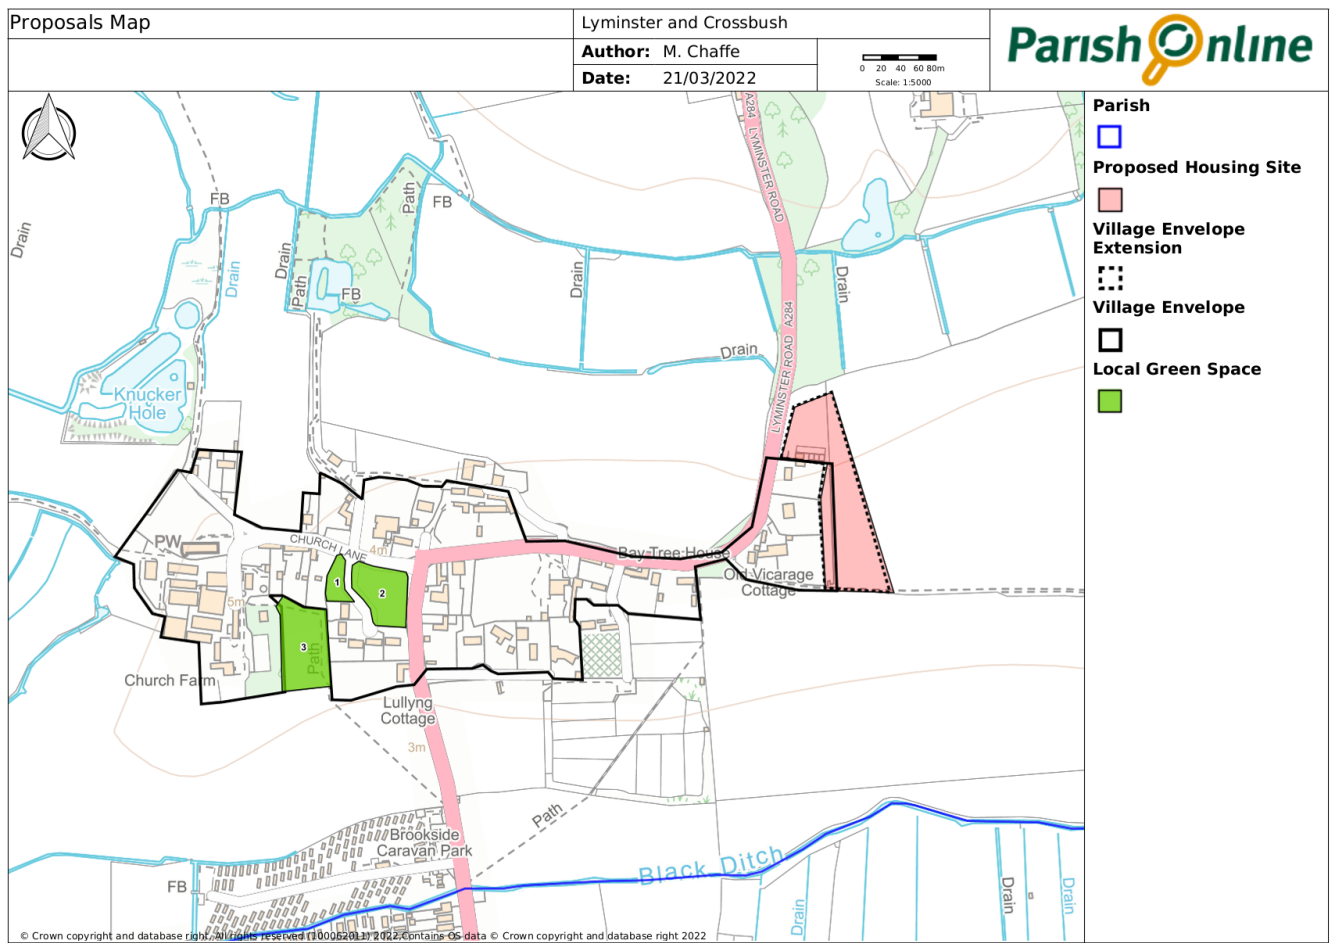 Proposals Map
Lyminster and Crossbush
Author: M. Chaffe
Date: 21/03/2022
0 20 40 60 80m
Scale: 1:5000
Parish Online
Parish
Proposed Housing Site
Village Envelope
Extension
Village Envelope
Local Green Space
A284 LYMINSTER ROAD
FB
Path
FB
Drain
Drain
Drain
Path
FB
Drain
Drain
LYMINSTER ROAD A284
Drain
Knucker
Hole
PW
CHURCH LANE
4m
Bay Tree House
Old Vicarage
Cottage
1
2
5m
3
Path
Church Farm
Lullyng
Cottage
3m
Path
Brookside
Caravan Park
Black Ditch
FB
Drain
Drain
Drain
© Crown copyright and database right. All rights reserved (100062011) 2022 Contains OS data © Crown copyright and database right 2022